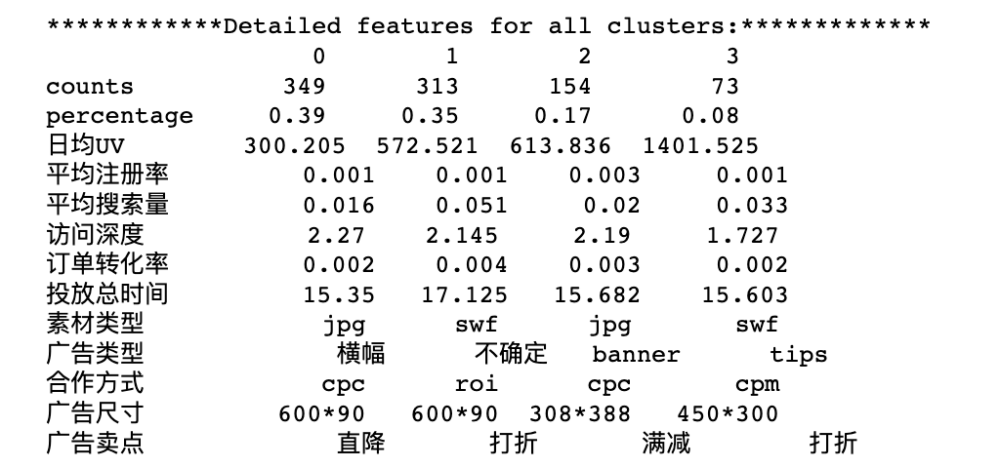 ************Detailed features for all clusters:*************
0 1 2 3
counts 349 313 154 73
percentage 0.39 0.35 0.17 0.08
日均UV 300.205 572.521 613.836 1401.525
平均注册率 0.001 0.001 0.003 0.001
平均搜索量 0.016 0.051 0.02 0.033
访问深度 2.27 2.145 2.19 1.727
订单转化率 0.002 0.004 0.003 0.002
投放总时间 15.35 17.125 15.682 15.603
素材类型 jpg swf jpg swf
广告类型 横幅 不确定 banner tips
合作方式 cpc roi cpc cpm
广告尺寸 600*90 600*90 308*388 450*300
广告卖点 直降 打折 满减 打折